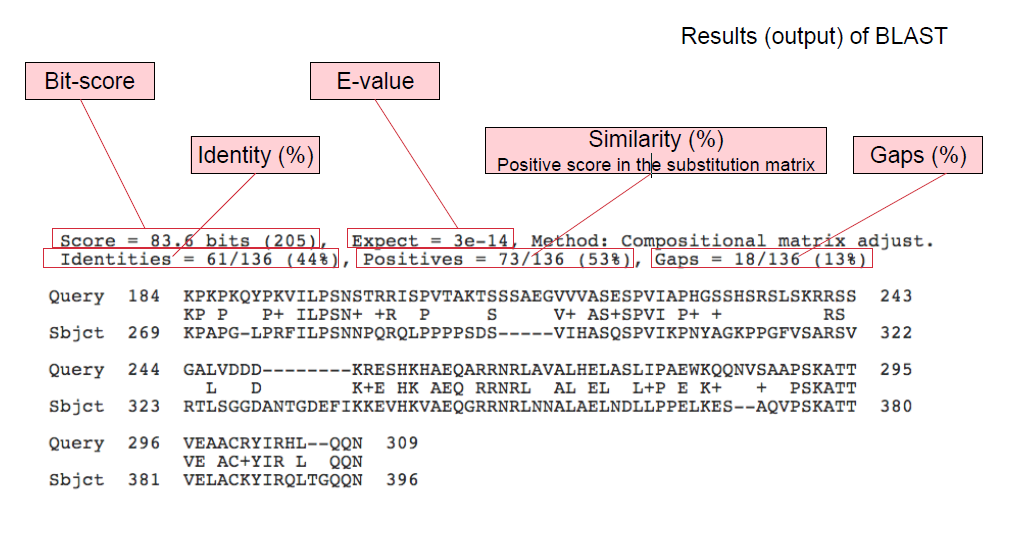 Results (output) of BLAST
Bit-score
E-value
Identity (%)
Similarity (%)
Positive score in the substitution matrix
Gaps (%)
Score = 83.6 bits (205), Expect = 3e-14, Method: Compositional matrix adjust.
Identities = 61/136 (44%), Positives = 73/136 (53%), Gaps = 18/136 (13%)
Query 184 KPKPKQYPKVILPSNSTRRISPVTAKTSSSAEGVVVASESPVIAPHGSSHSRSLSKRRSS 243
KP P   P+ ILPSN+ +R  P     S      V+ AS+SPVI P+ +         RS
Sbjct 269 KPAPG-LPRFILPSNNPQRQLPPPPSDS-----VIHASQSPVIKPNYAGKPPGFVSARSV 322
Query 244 GALVDDD--------KRESHKHAEQARRNRLAVALHELASLIPAEWKQQNVSAAPSKATT 295
L   D        K+E HK AEQ RRNRL  AL EL  L+P E K+   +  PSKATT
Sbjct 323 RTLSGGDANTGDEFIKKEVHKVAEQGRRNRLNNALAELNDLLPPELKES--AQVPSKATT 380
Query 296 VEAACRYIRHL--QQN 309
VE AC+YIR L  QQN
Sbjct 381 VELACKYIRQLTGQQN 396